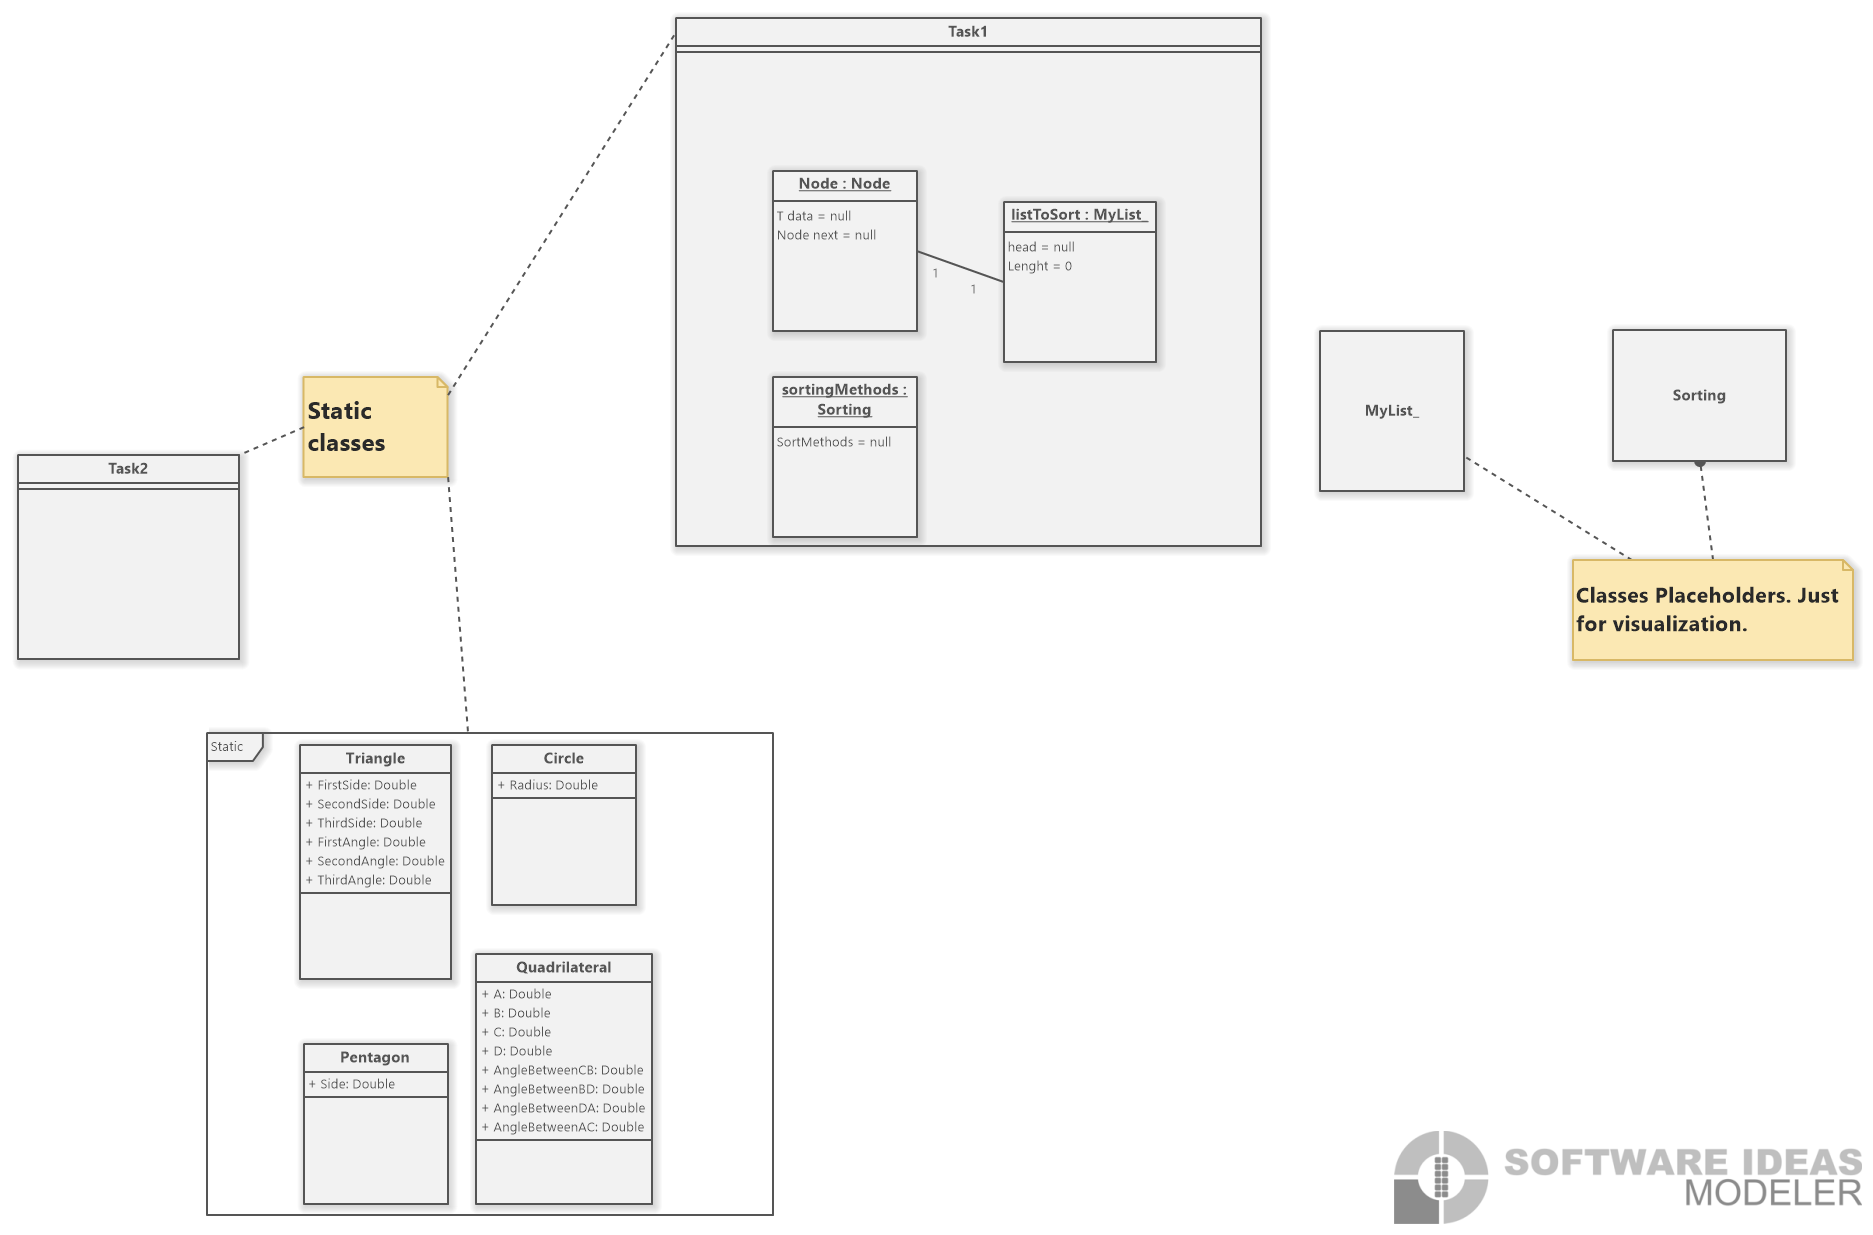 Task1
Node : Node
T data = null
Node next = null
listToSort : MyList_
head = null
Lenght = 0
1
1
sortingMethods :
Sorting
SortMethods = null
MyList_
Sorting
Static
classes
Task2
Classes Placeholders. Just
for visualization.
Static
Triangle
+ FirstSide: Double
+ SecondSide: Double
+ ThirdSide: Double
+ FirstAngle: Double
+ SecondAngle: Double
+ ThirdAngle: Double
Circle
+ Radius: Double
Quadrilateral
+ A: Double
+ B: Double
+ C: Double
+ D: Double
+ AngleBetweenCB: Double
+ AngleBetweenBD: Double
+ AngleBetweenDA: Double
+ AngleBetweenAC: Double
Pentagon
+ Side: Double
SOFTWARE IDEAS
MODELER